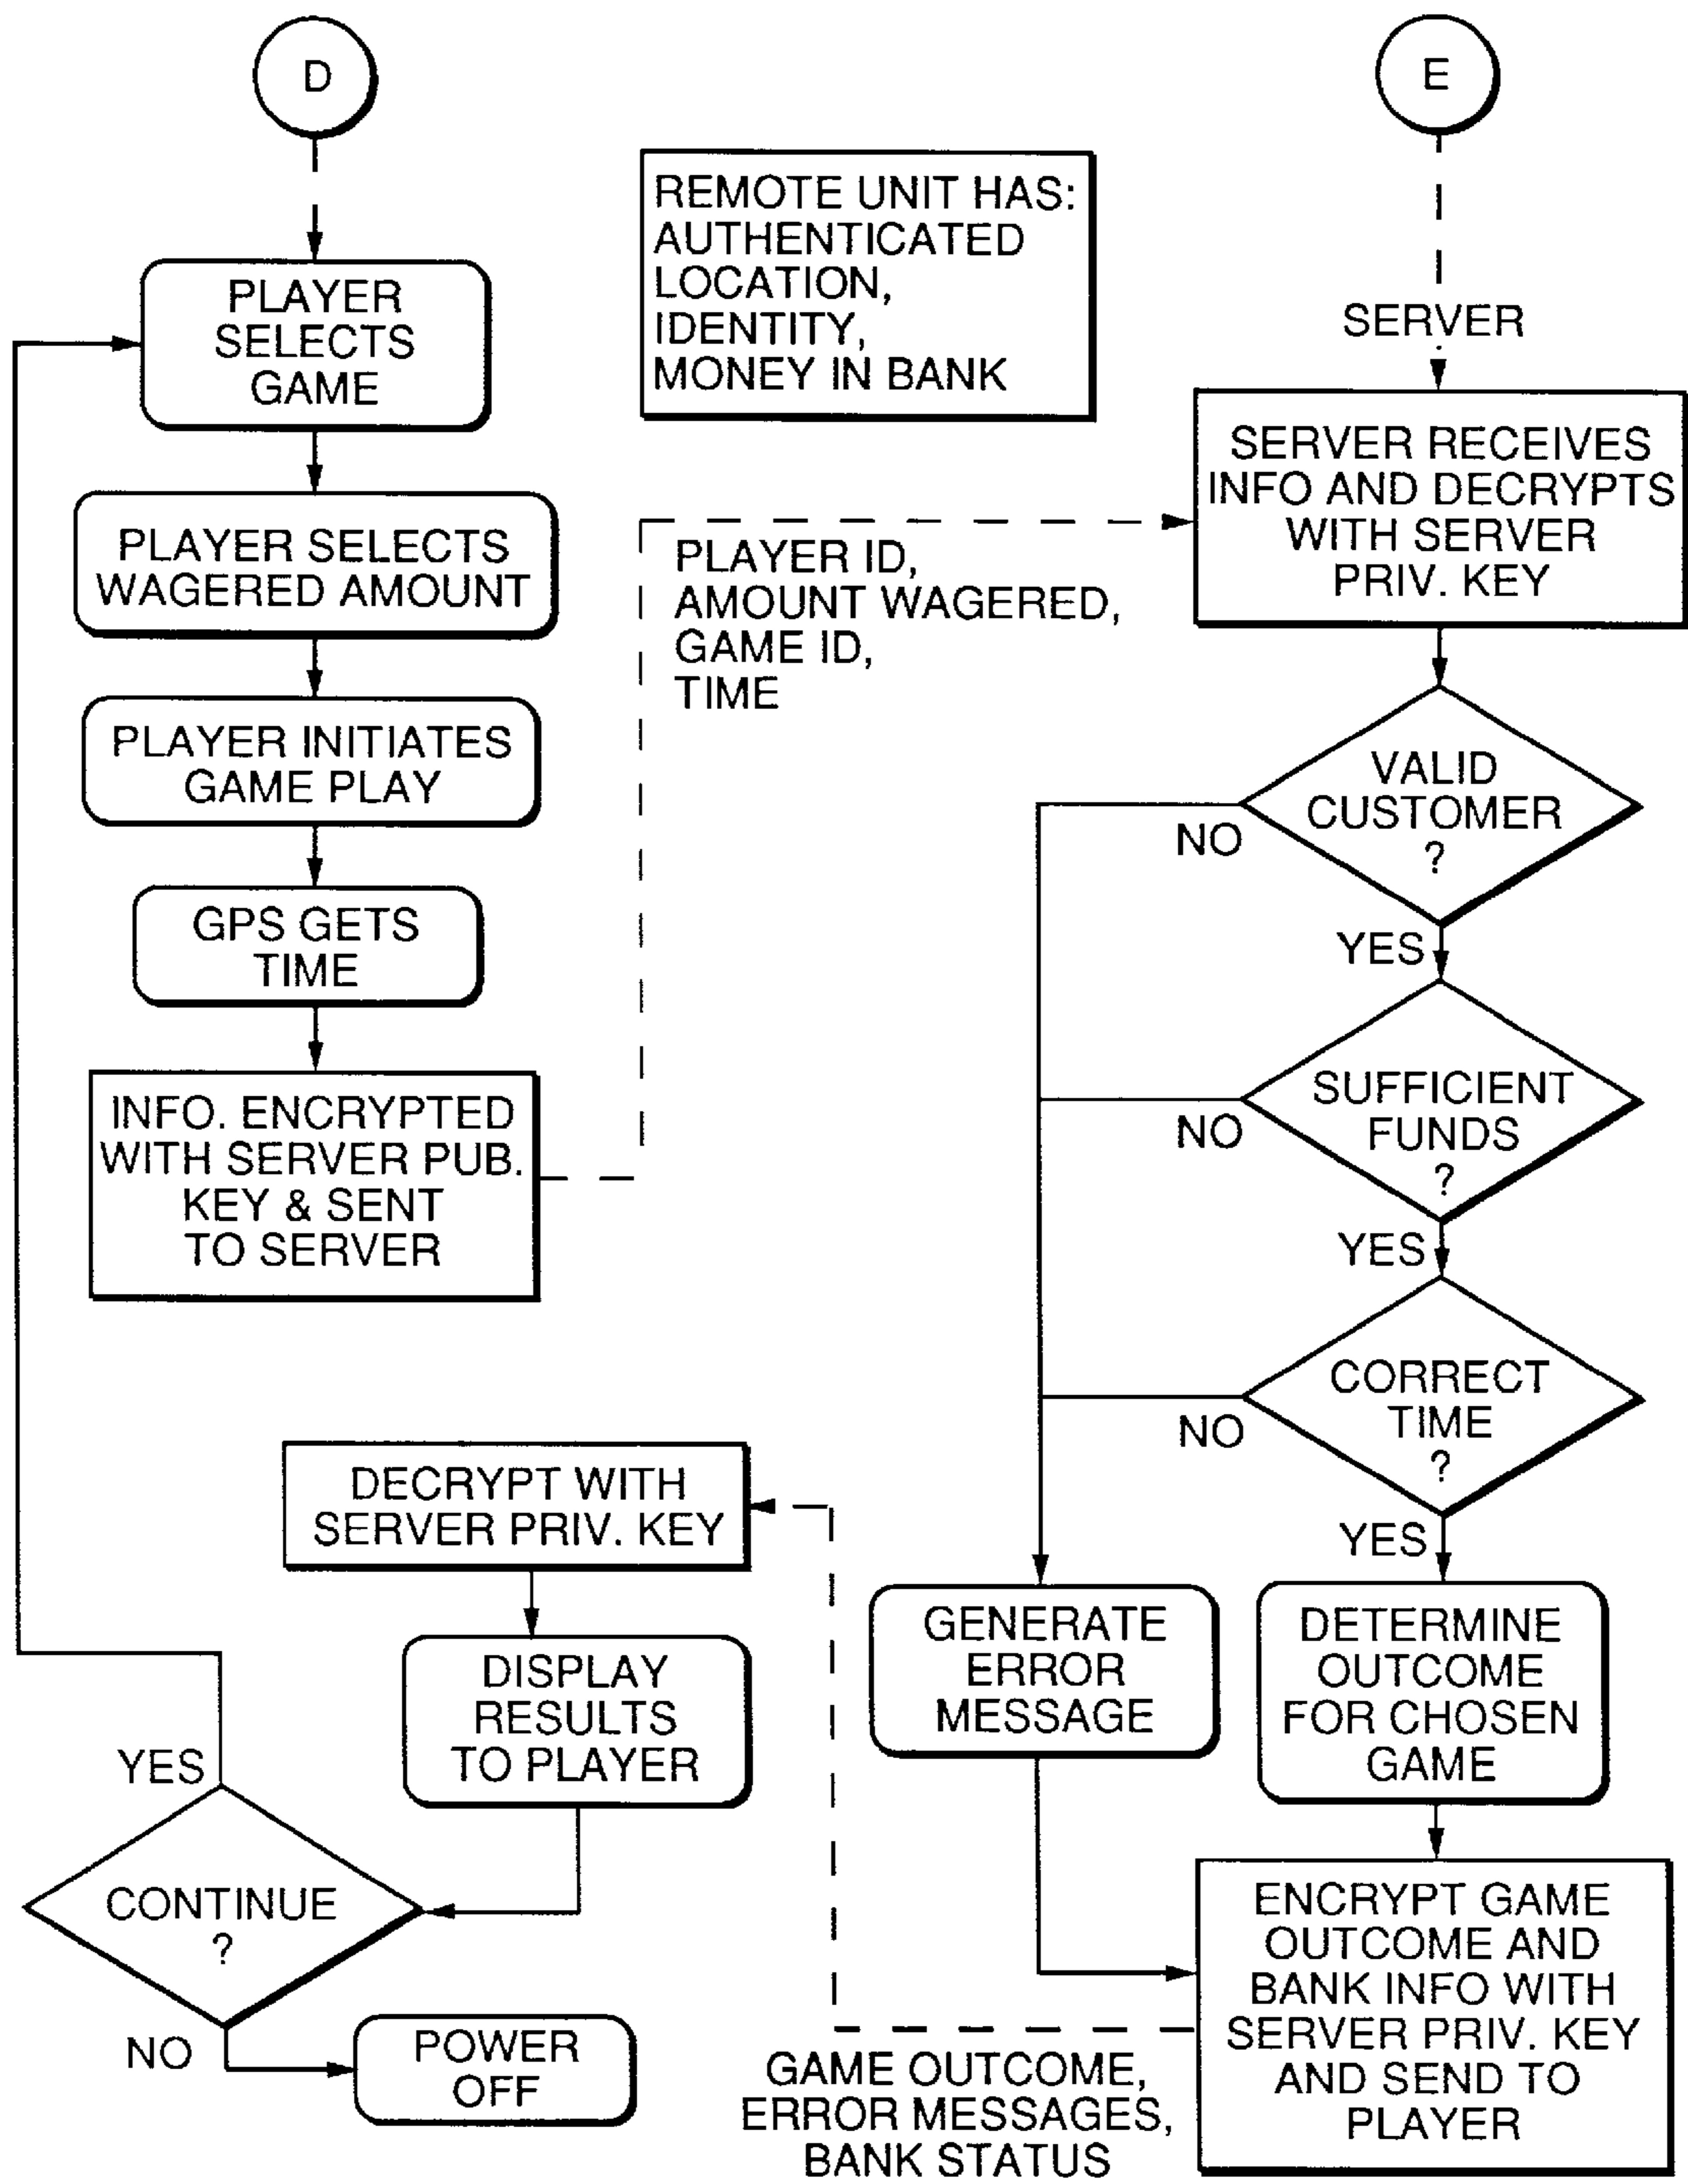 D
PLAYER
SELECTS
GAME
PLAYER SELECTS
WAGERED AMOUNT
PLAYER INITIATES
GAME PLAY
GPS GETS
TIME
INFO. ENCRYPTED
WITH SERVER PUB.
KEY & SENT
TO SERVER
REMOTE UNIT HAS:
AUTHENTICATED
LOCATION,
IDENTITY,
MONEY IN BANK
PLAYER ID,
AMOUNT WAGERED,
GAME ID,
TIME
E
SERVER
SERVER RECEIVES
INFO AND DECRYPTS
WITH SERVER
PRIV. KEY
VALID
CUSTOMER
?
NO
YES
SUFFICIENT
FUNDS
?
NO
YES
CORRECT
TIME
?
NO
YES
GENERATE
ERROR
MESSAGE
DETERMINE
OUTCOME
FOR CHOSEN
GAME
ENCRYPT GAME
OUTCOME AND
BANK INFO WITH
SERVER PRIV. KEY
AND SEND TO
PLAYER
GAME OUTCOME,
ERROR MESSAGES,
BANK STATUS
DECRYPT WITH
SERVER PRIV. KEY
DISPLAY
RESULTS
TO PLAYER
YES
CONTINUE
?
NO
POWER
OFF